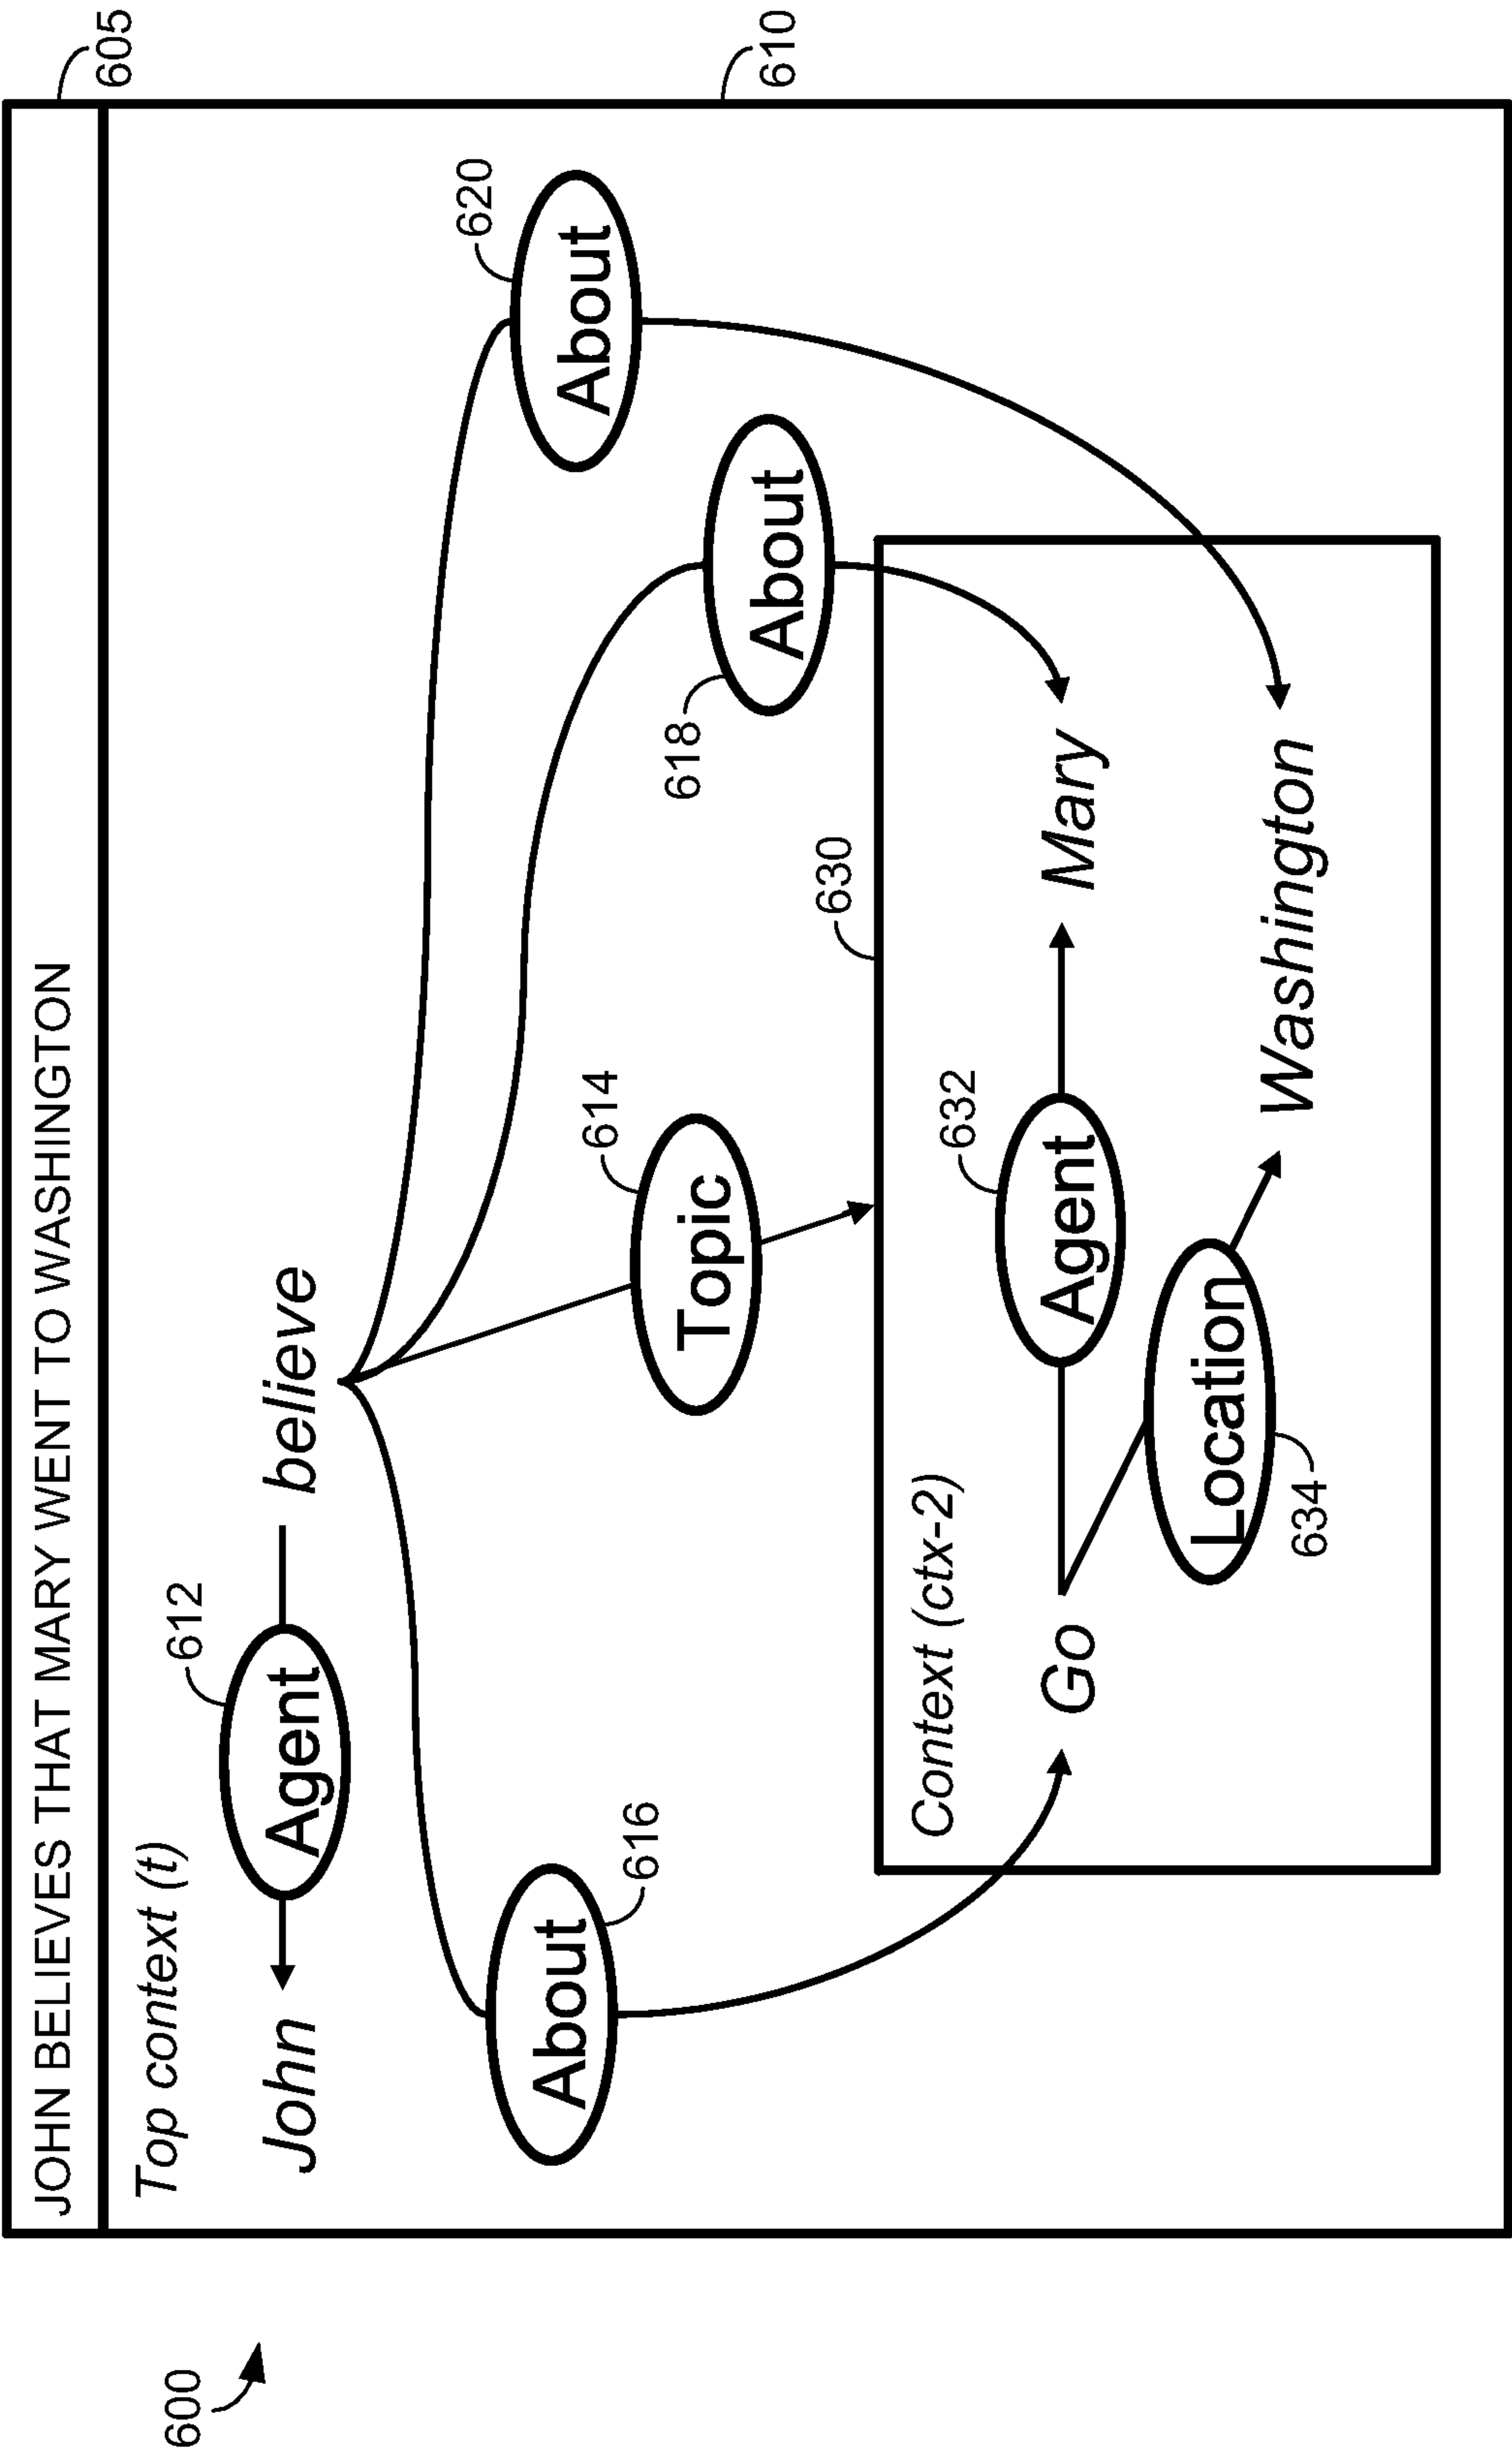 600
JOHN BELIEVES THAT MARY WENT TO WASHINGTON
605
Top context (t)
610
612
John
Agent
believe
About
616
620
About
614
Topic
618
About
630
Context (ctx-2)
632
Go
Agent
Mary
Location
634
Washington